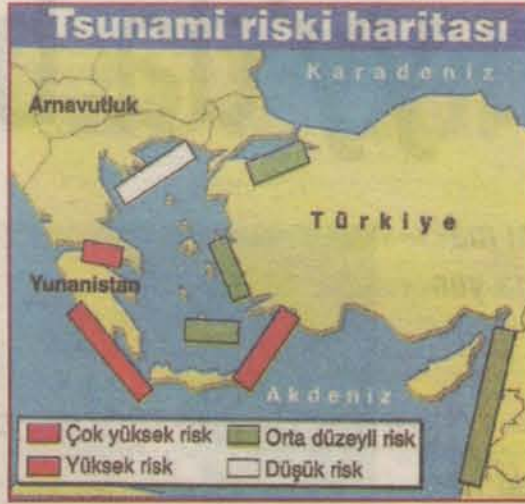 Tsunami riski haritası
Karadeniz
Arnavutluk
Türkiye
Yunanistan
Akdeniz
Çok yüksek risk
Orta düzeyli risk
Yüksek risk
Düşük risk